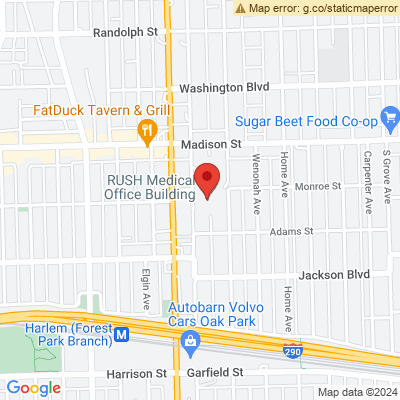 Map error: g.co/staticmaperror
Randolph St
Washington Blvd
FatDuck Tavern & Grill
Sugar Beet Food Co-op
Madison St
RUSH Medical
Office Building
Wenonah Ave
Home Ave
Monroe St
Carpenter Ave
S Grove Ave
Adams St
Elgin Ave
Jackson Blvd
Home Ave
Autobarn Volvo
Cars Oak Park
Harlem (Forest
Park Branch)
M
290
Harrison St
Garfield St
Google
Map data ©2024